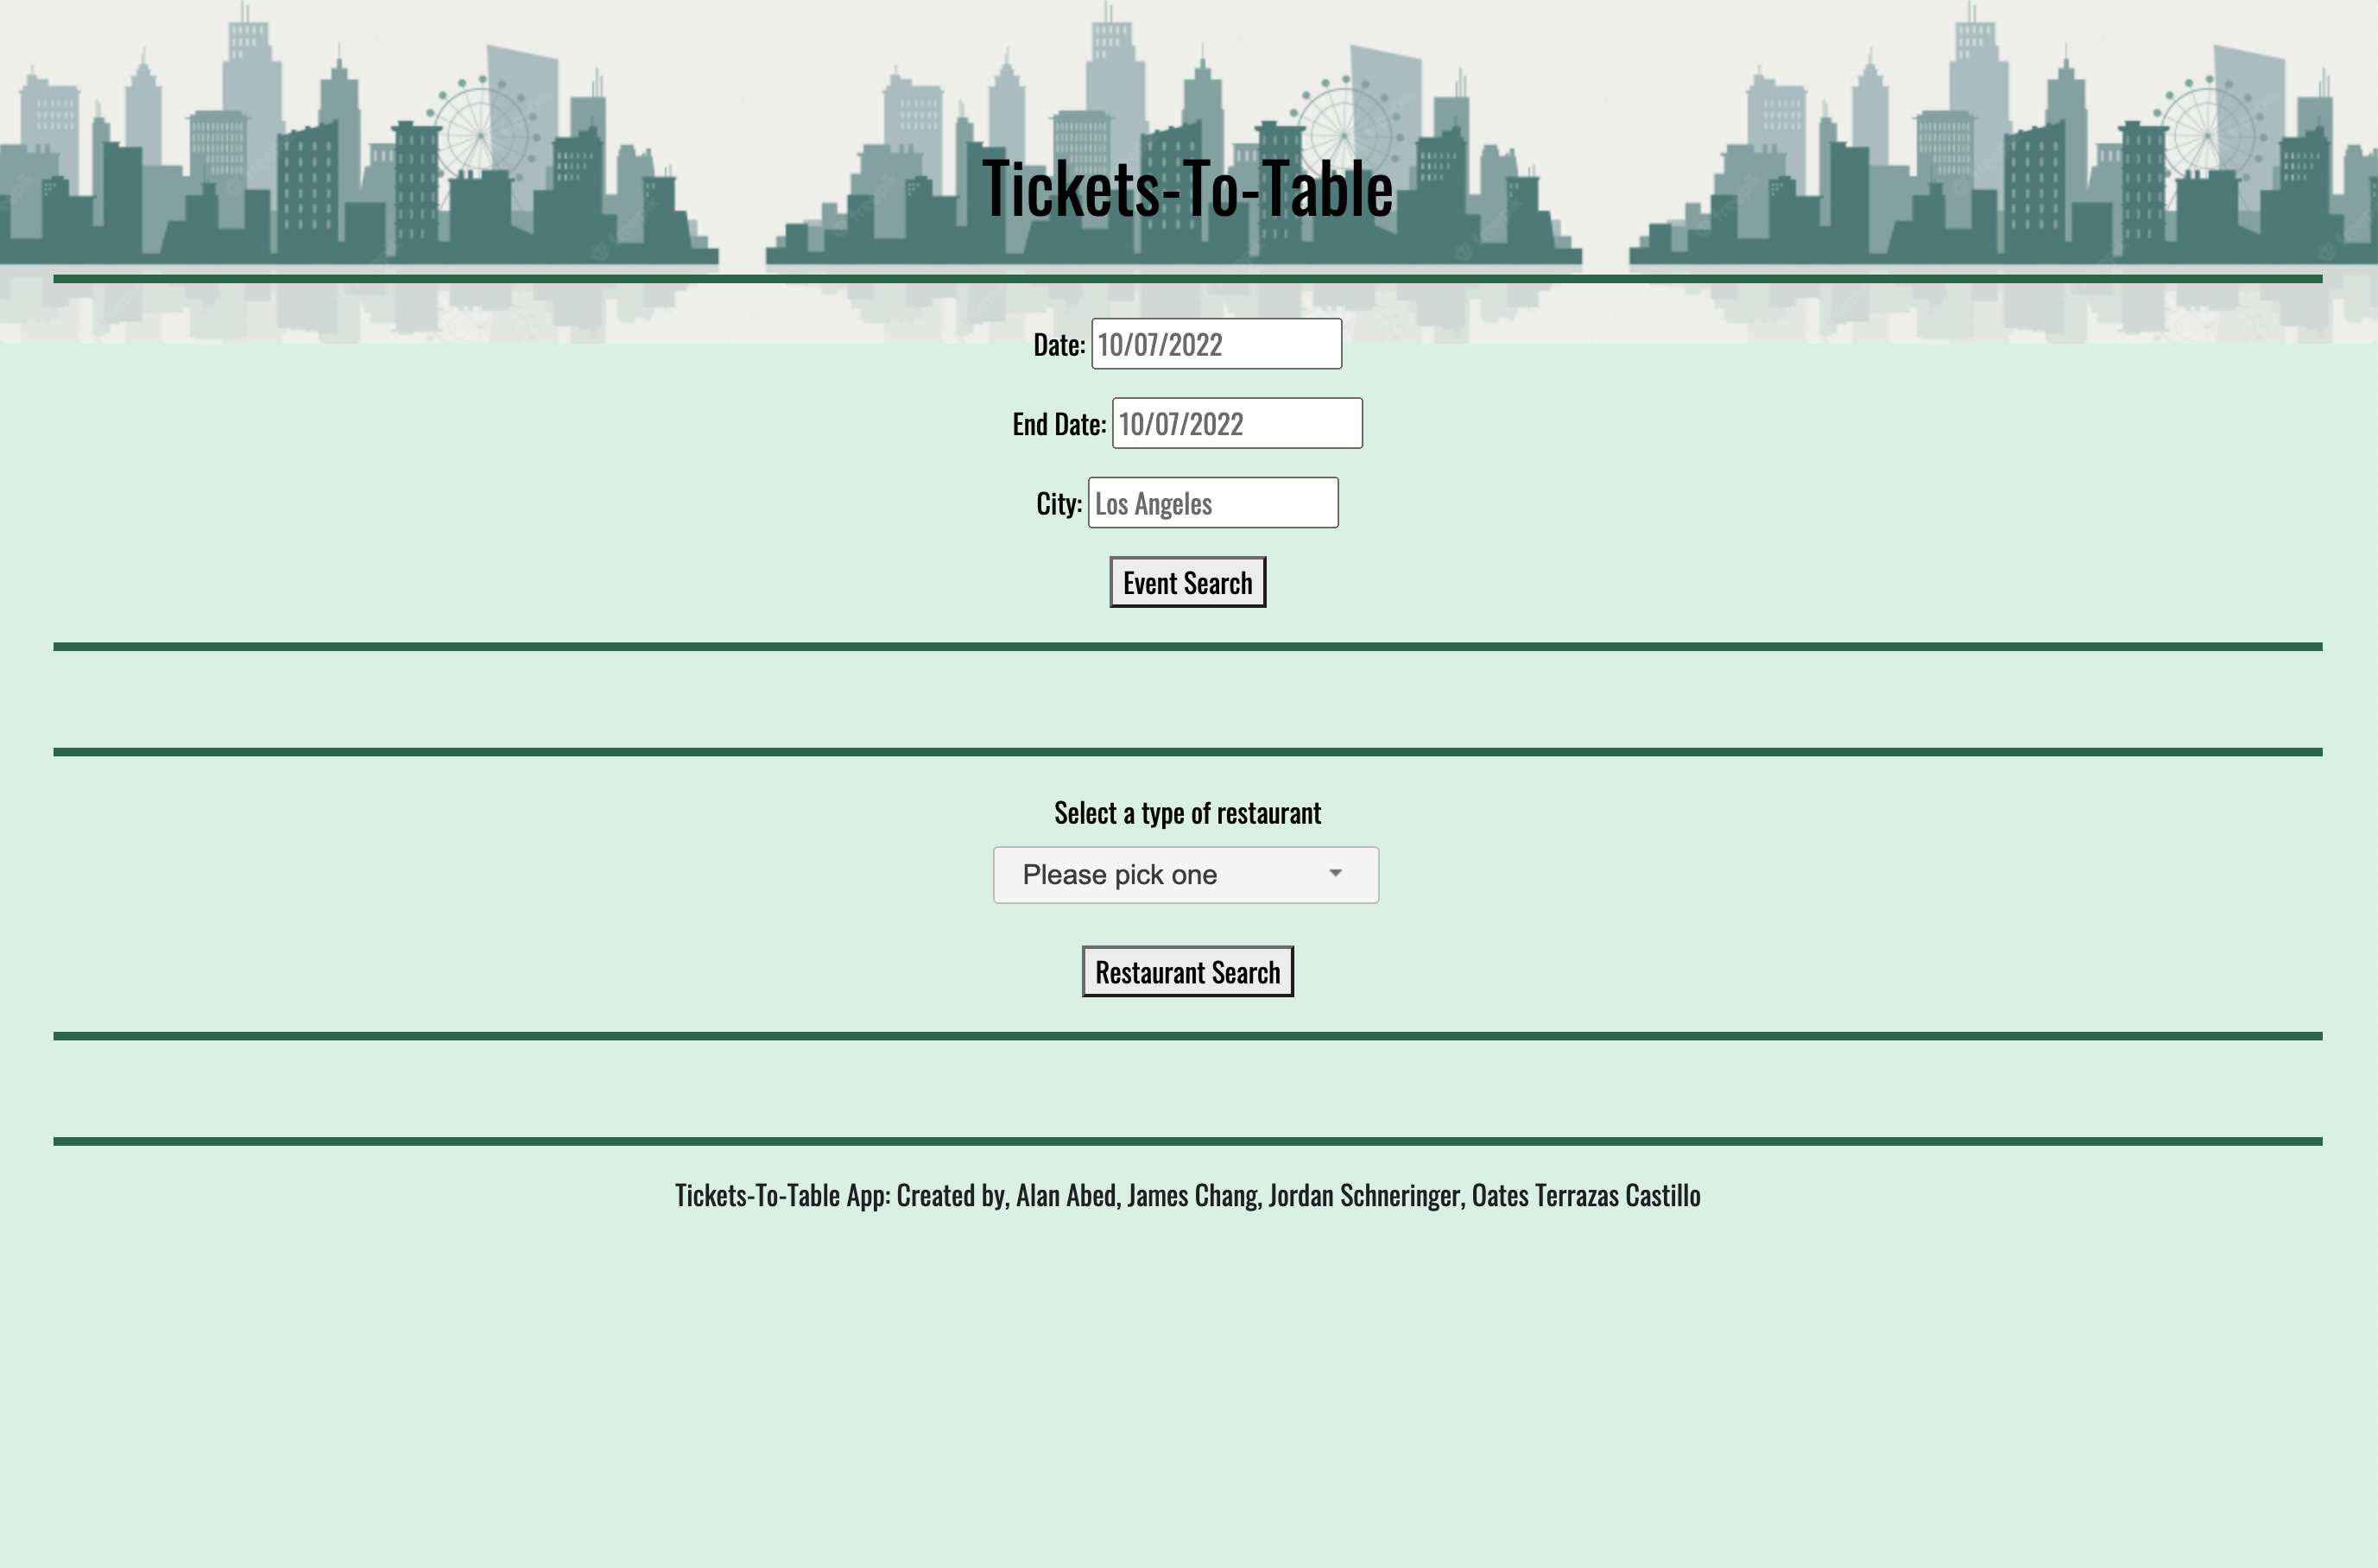 Tickets-To-Table
Date: 10/07/2022
End Date: 10/07/2022
City: Los Angeles
Event Search
Select a type of restaurant
Please pick one
Restaurant Search
Tickets-To-Table App: Created by, Alan Abed, James Chang, Jordan Schneringer, Oates Terrazas Castillo